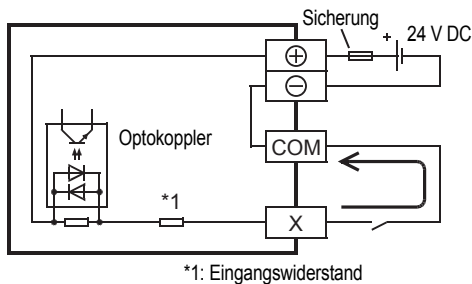 Sicherung
+
24 V DC
⊕
⊖
Optokoppler
COM
*1
X
*1: Eingangswiderstand